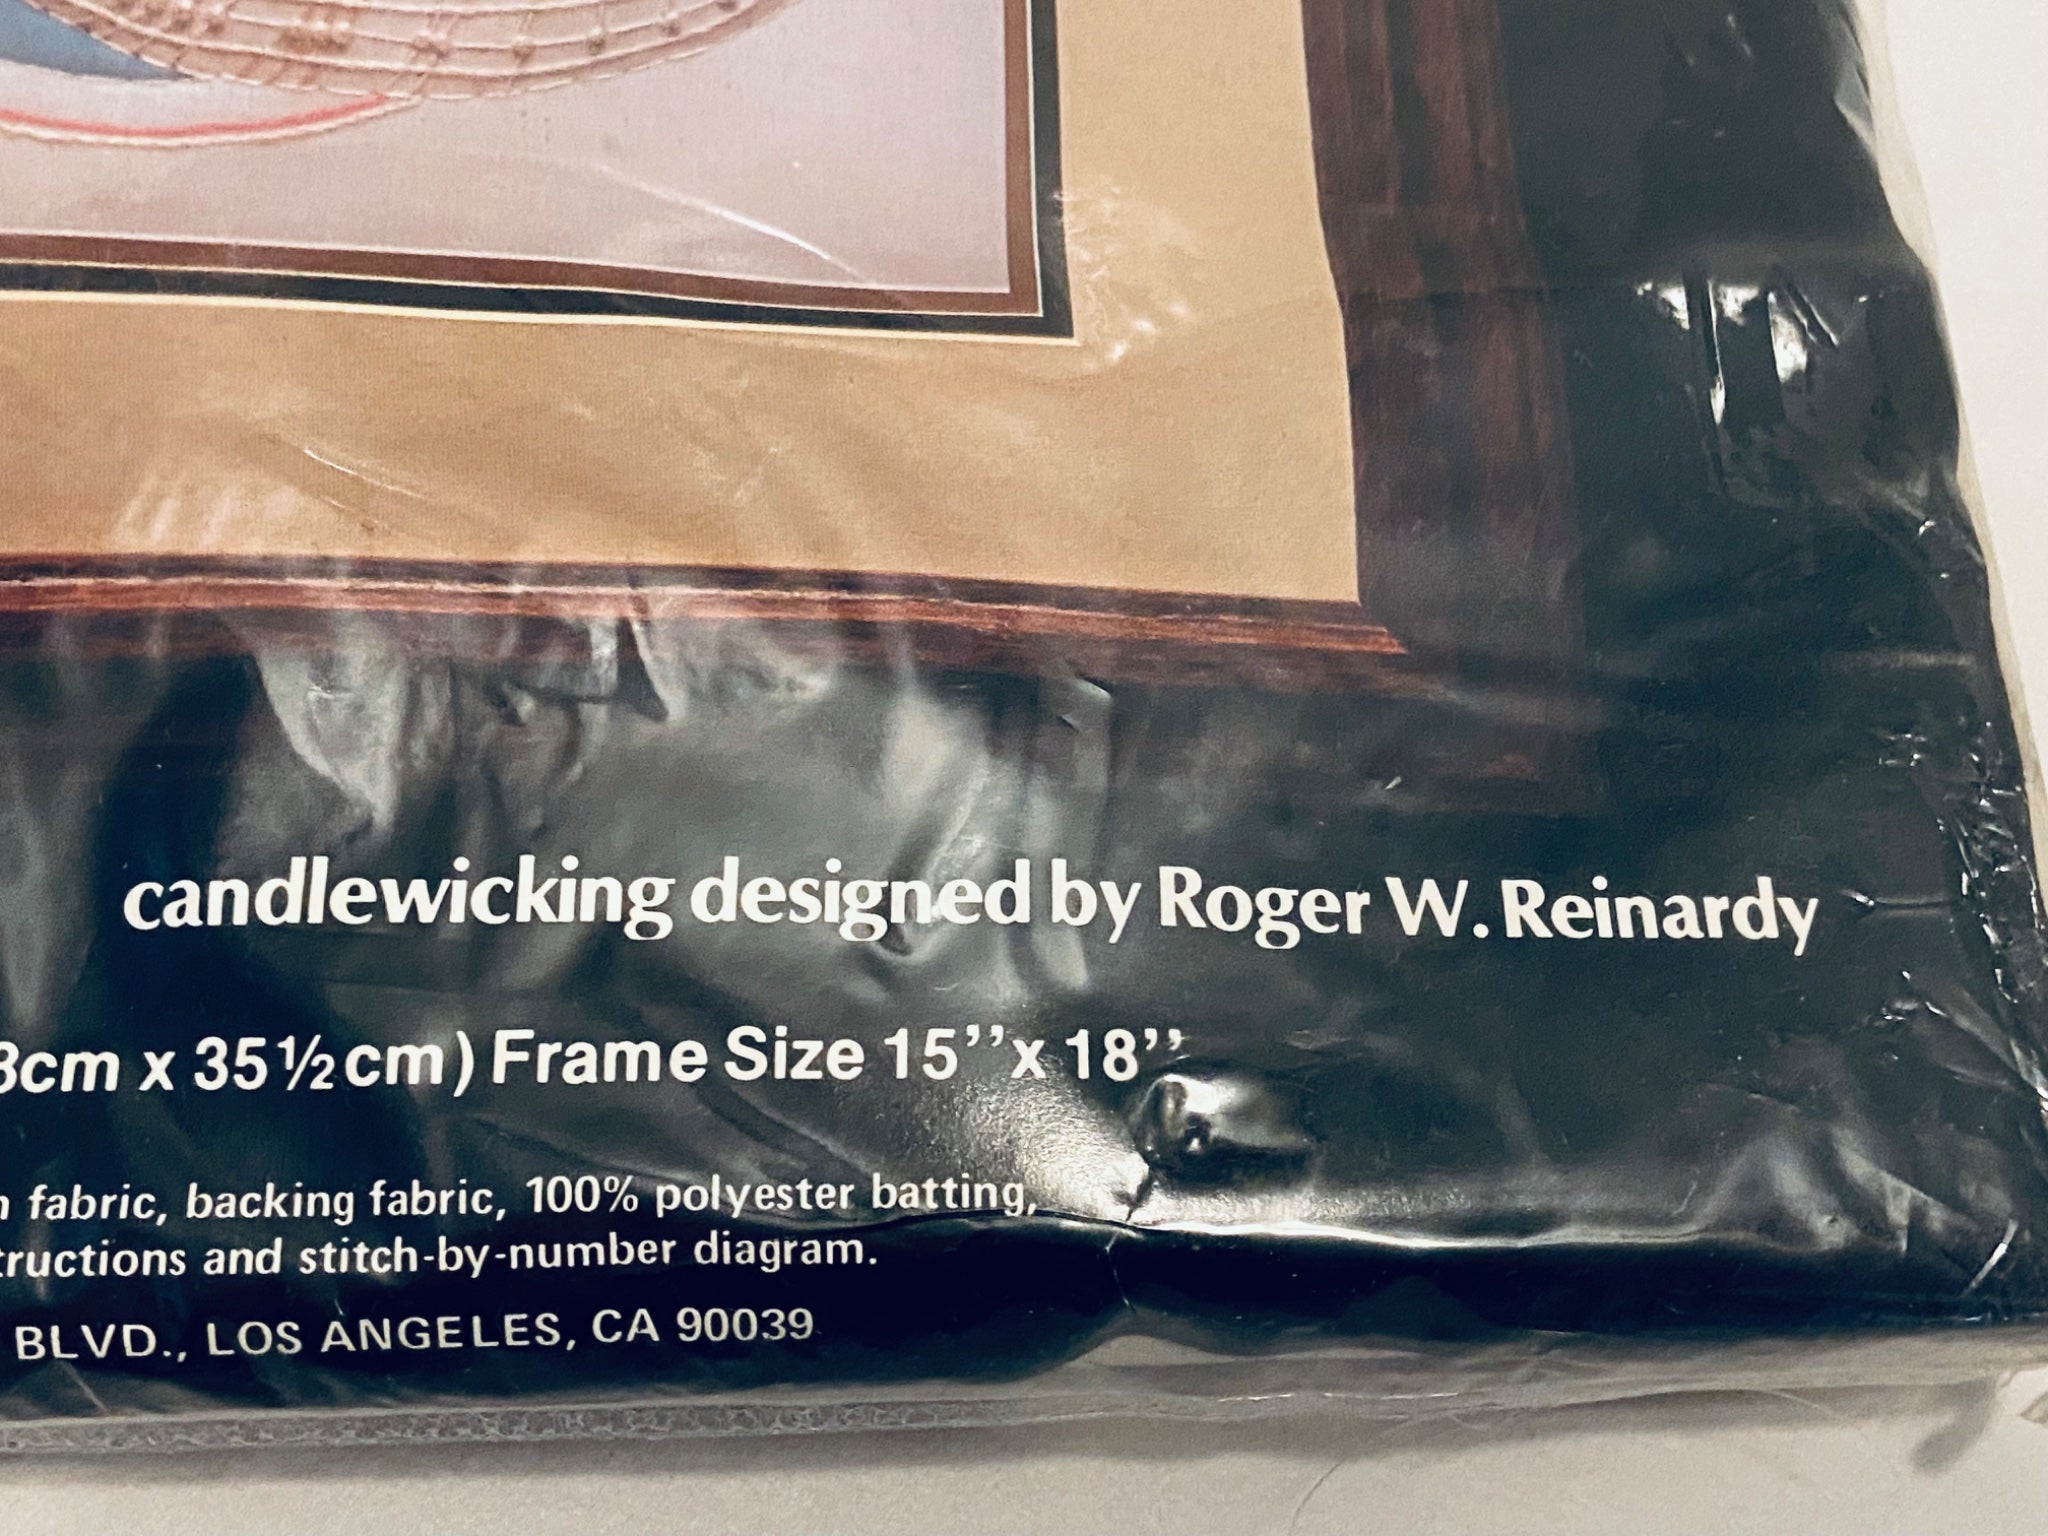 candlewicking designed by Roger W. Reinardy
cm x 35½cm) Frame Size 15’’x 18’’
fabric, backing fabric, 100% polyester batting,
and stitch-by-number diagram.
BLVD., LOS ANGELES, CA 90039